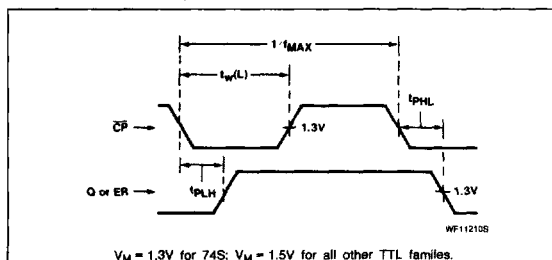 1/fMAX
tw(L)
tPHL
CP
1.3V
tPLH
Q or ER
1.3V
WF11210S
VM = 1.3V for 74S; VM = 1.5V for all other TTL familes.